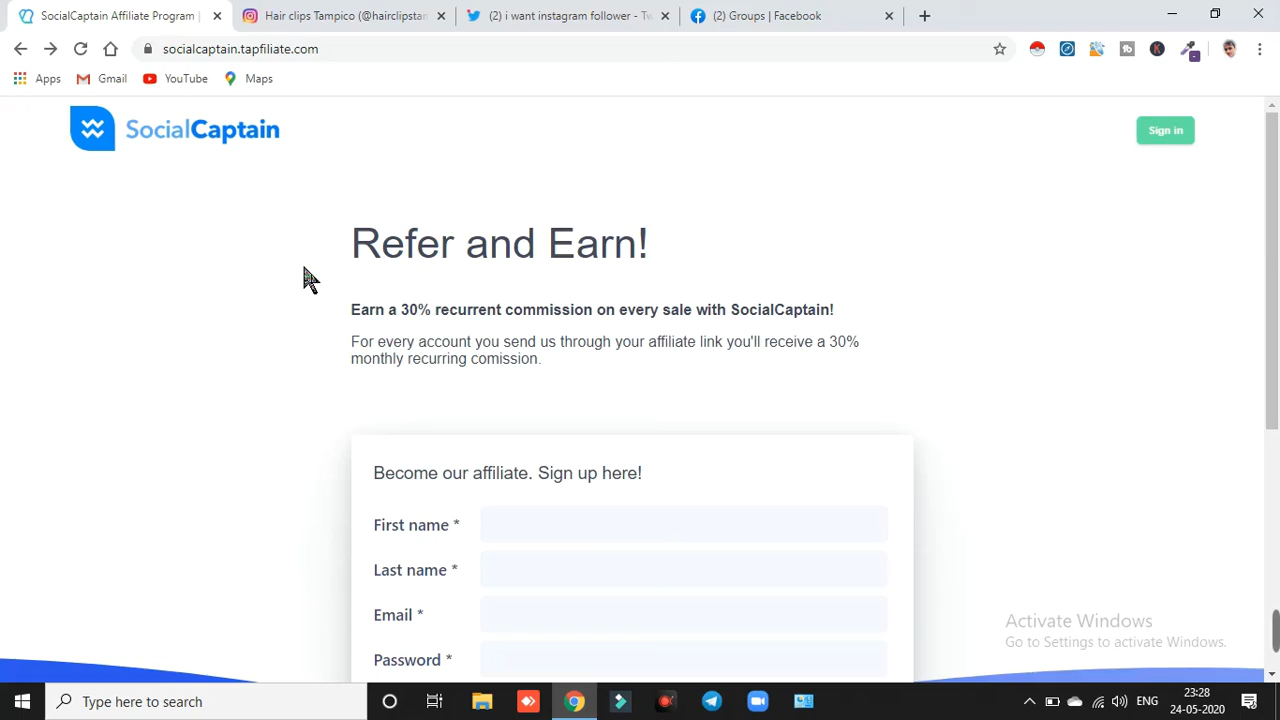 SocialCaptain Affiliate Program |
Hair clips Tampico (@hairclipstan
(2) i want instagram follower - Tw
(2) Groups | Facebook
socialcaptain.tapfiliate.com
Apps
Gmail
YouTube
Maps
SocialCaptain
Sign in
Refer and Earn!
Earn a 30% recurrent commission on every sale with SocialCaptain!
For every account you send us through your affiliate link you'll receive a 30%
monthly recurring comission.
Become our affiliate. Sign up here!
First name *
Last name *
Email *
Password *
Activate Windows
Go to Settings to activate Windows.
Type here to search
ENG
23:28
24-05-2020